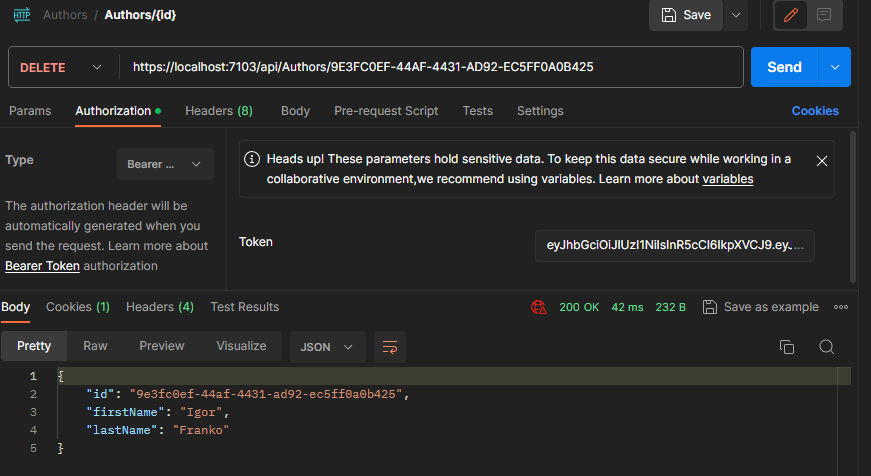 HTTP Authors / Authors/{id} Save
DELETE https://localhost:7103/api/Authors/9E3FC0EF-44AF-4431-AD92-EC5FF0A0B425 Send
Params Authorization Headers (8) Body Pre-request Script Tests Settings Cookies
Type Bearer ...
Heads up! These parameters hold sensitive data. To keep this data secure while working in a
collaborative environment,we recommend using variables. Learn more about variables
The authorization header will be
automatically generated when you
send the request. Learn more about
Bearer Token authorization
Token eyJhbGciOiJIUzI1NiIsInR5cCI6IkpXVCJ9.eyJ...
Body Cookies (1) Headers (4) Test Results 200 OK 42 ms 232 B Save as example
Pretty Raw Preview Visualize JSON
1 {
2 "id": "9e3fc0ef-44af-4431-ad92-ec5ff0a0b425",
3 "firstName": "Igor",
4 "lastName": "Franko"
5 }